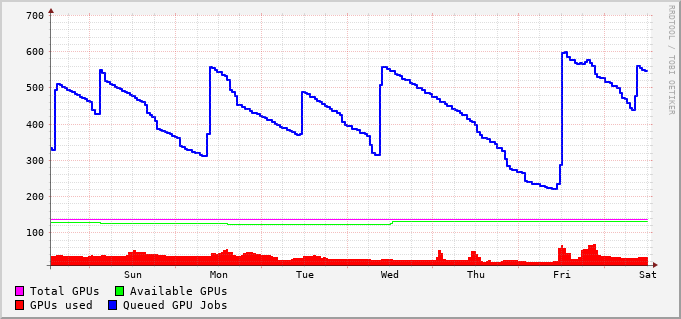 700
600
500
400
300
200
100
Sun Mon Tue Wed Thu Fri Sat
Total GPUs Available GPUs
GPUs used Queued GPU Jobs
RRDTOOL / TOBI OETIKER